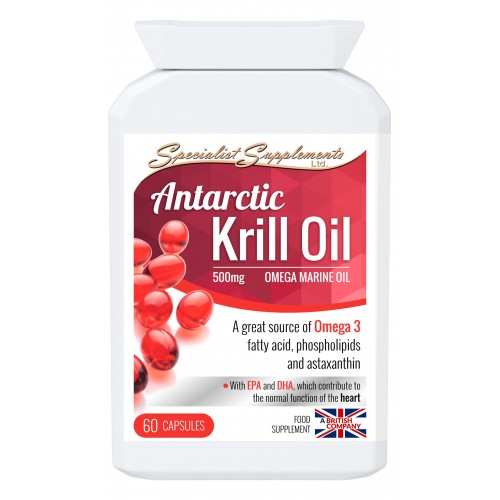 Specialist Supplements
Ltd.
Antarctic
Krill Oil
500mg OMEGA MARINE OIL
A great source of Omega 3
fatty acid, phospholipids
and astaxanthin
• With EPA and DHA, which contribute to
the normal function of the heart
60 CAPSULES
FOOD
SUPPLEMENT
A BRITISH
COMPANY